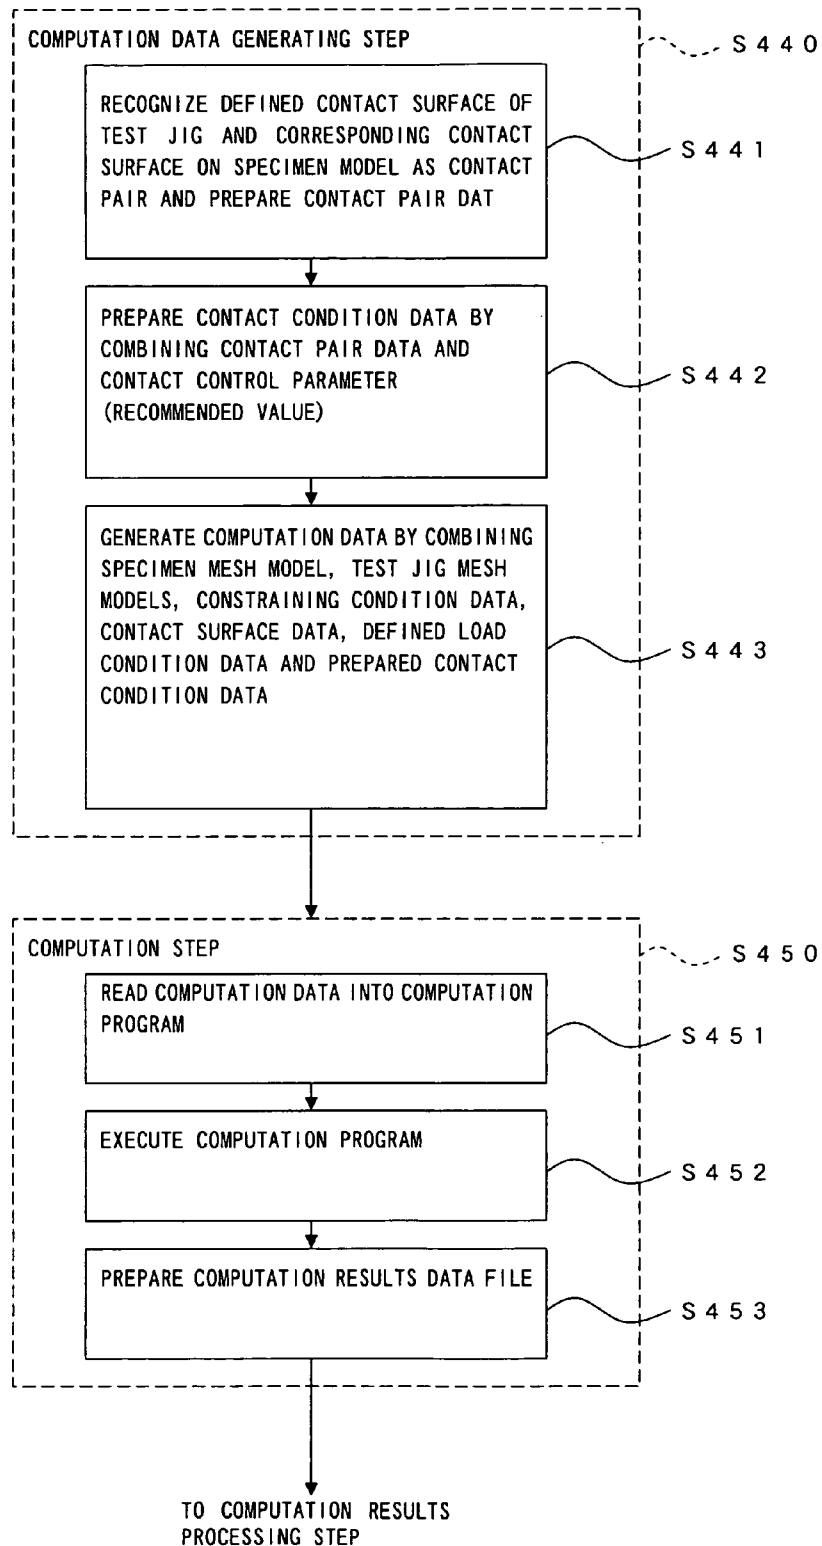 COMPUTATION DATA GENERATING STEP
S440
RECOGNIZE DEFINED CONTACT SURFACE OF
TEST JIG AND CORRESPONDING CONTACT
SURFACE ON SPECIMEN MODEL AS CONTACT
PAIR AND PREPARE CONTACT PAIR DAT
S441
PREPARE CONTACT CONDITION DATA BY
COMBINING CONTACT PAIR DATA AND
CONTACT CONTROL PARAMETER
(RECOMMENDED VALUE)
S442
GENERATE COMPUTATION DATA BY COMBINING
SPECIMEN MESH MODEL, TEST JIG MESH
MODELS, CONSTRAINING CONDITION DATA,
CONTACT SURFACE DATA, DEFINED LOAD
CONDITION DATA AND PREPARED CONTACT
CONDITION DATA
S443
COMPUTATION STEP
S450
READ COMPUTATION DATA INTO COMPUTATION
PROGRAM
S451
EXECUTE COMPUTATION PROGRAM
S452
PREPARE COMPUTATION RESULTS DATA FILE
S453
TO COMPUTATION RESULTS
PROCESSING STEP